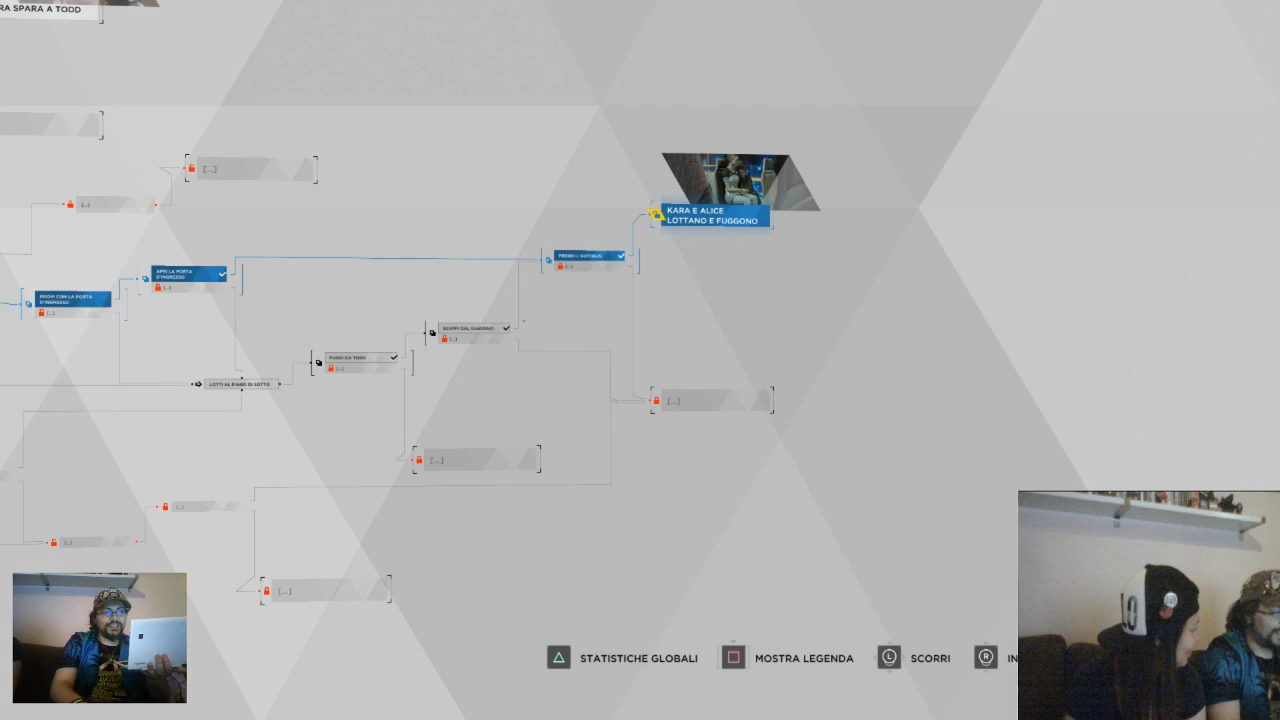 RA SPARA A TODD
[...]
[...]
KARA E ALICE
LOTTANO E FUGGONO
PRENDI L'AUTOBUS
[...]
APRI LA PORTA
D'INGRESSO
[...]
PROVI CON LA PORTA
D'INGRESSO
[...]
SCAPPI DAL GIARDINO
[...]
FUGGI DA TODD
[...]
LOTTI AL PIANO DI SOTTO
[...]
[...]
[...]
[...]
[...]
STATISTICHE GLOBALI
MOSTRA LEGENDA
L
SCORRI
R
IN